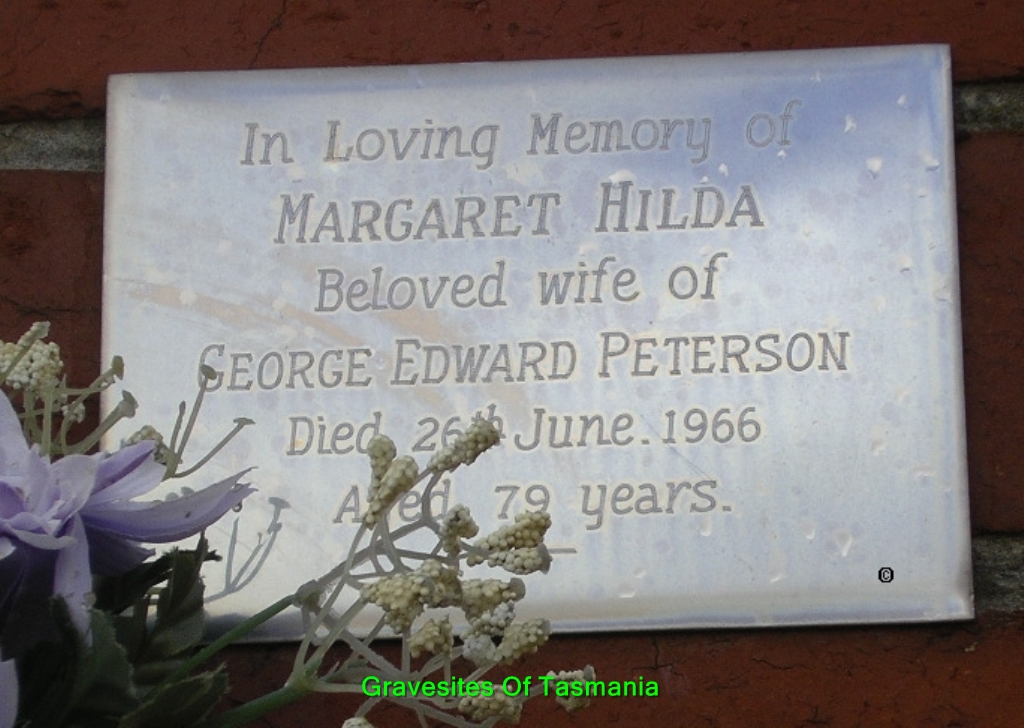 In Loving Memory of
MARGARET HILDA
Beloved wife of
GEORGE EDWARD PETERSON
Died 26th June. 1966
Aged 79 years.
©
Gravesites Of Tasmania